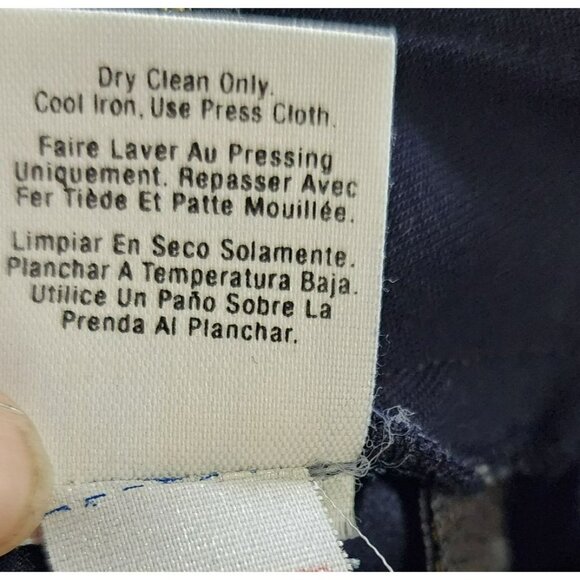 Dry Clean Only.
Cool Iron, Use Press Cloth.
Faire Laver Au Pressing
Uniquement. Repasser Avec
Fer Tiède Et Patte Mouillée.
Limpiar En Seco Solamente.
Planchar A Temperatura Baja.
Utilice Un Paño Sobre La
Prenda Al Planchar.